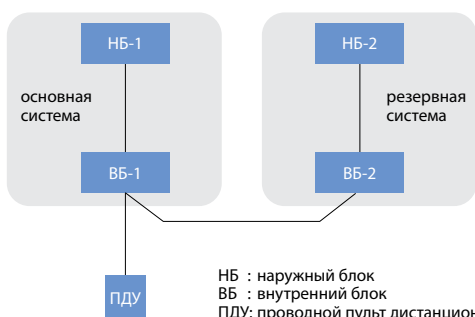 НБ-1
НБ-2
основная
система
резервная
система
ВБ-1
ВБ-2
ПДУ
НБ : наружный блок
ВБ : внутренний блок
ПДУ: проводной пульт